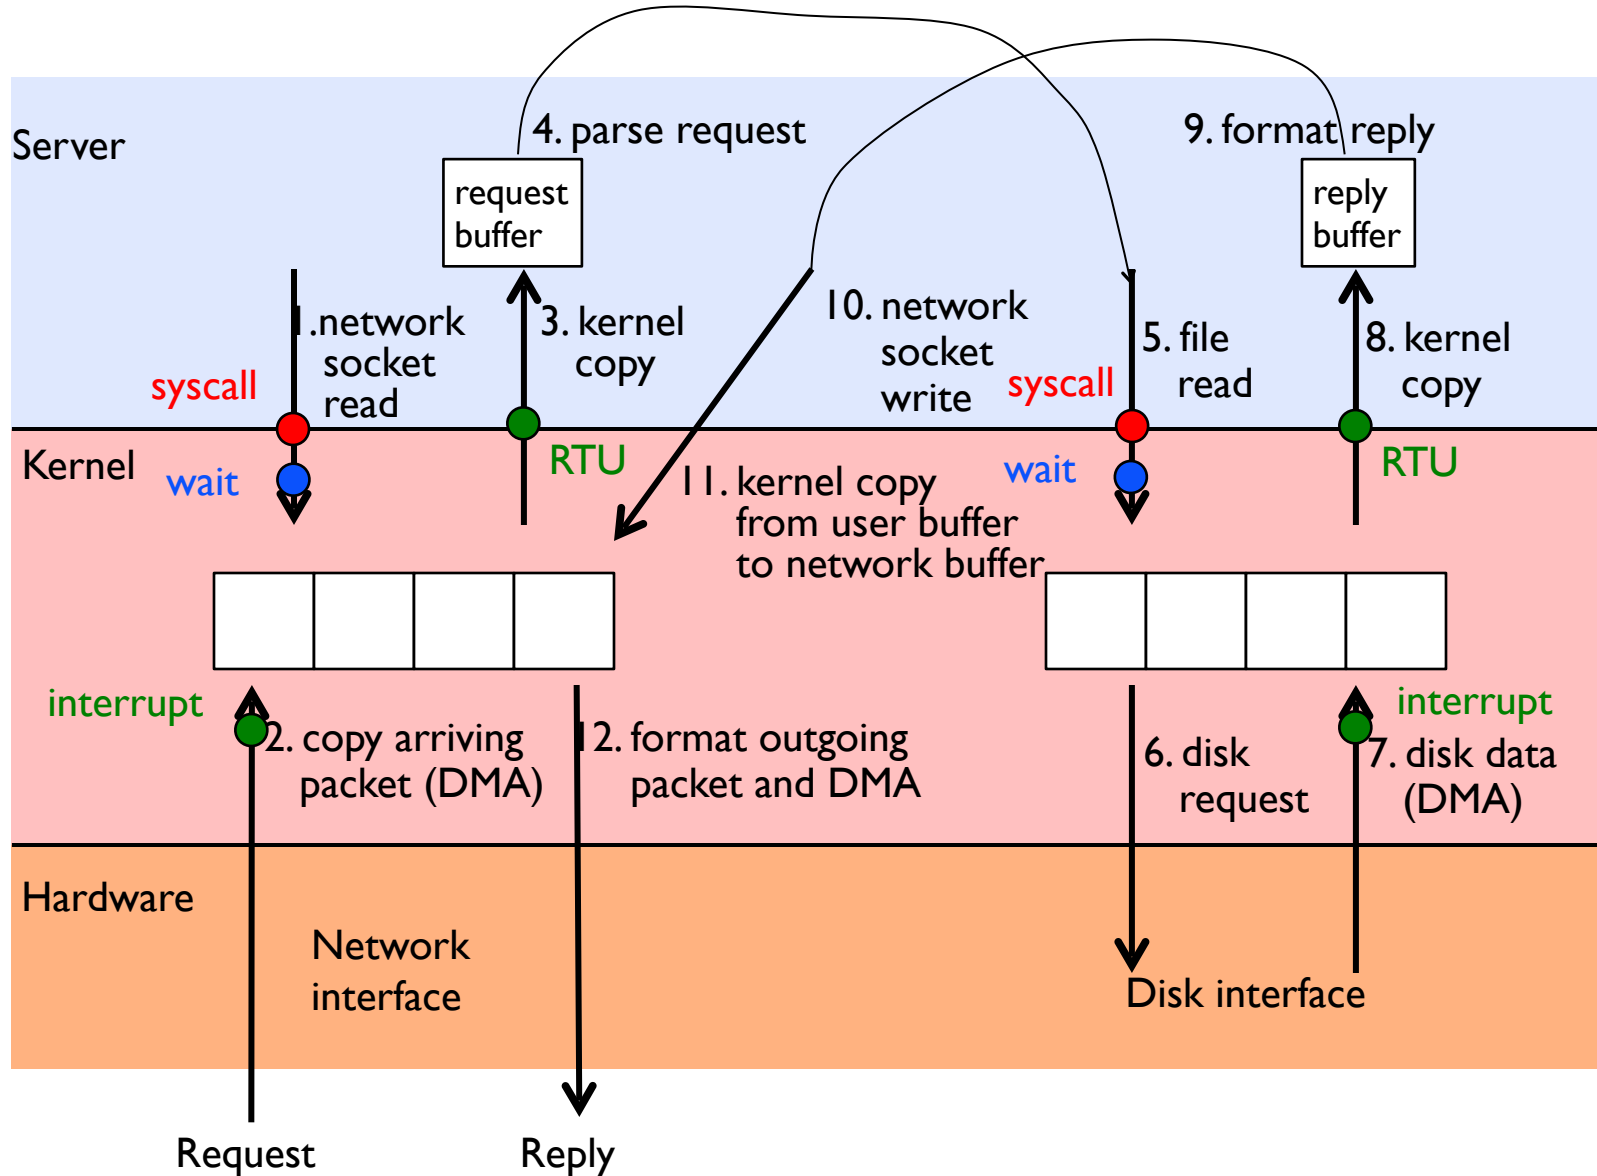 Server
4. parse request
9. format reply
request
buffer
reply
buffer
1.network
socket
read
3. kernel
copy
10. network
socket
write
5. file
read
8. kernel
copy
syscall
syscall
Kernel
wait
RTU
11. kernel copy
from user buffer
to network buffer
wait
RTU
interrupt
2. copy arriving
packet (DMA)
12. format outgoing
packet and DMA
6. disk
request
interrupt
7. disk data
(DMA)
Hardware
Network
interface
Disk interface
Request
Reply